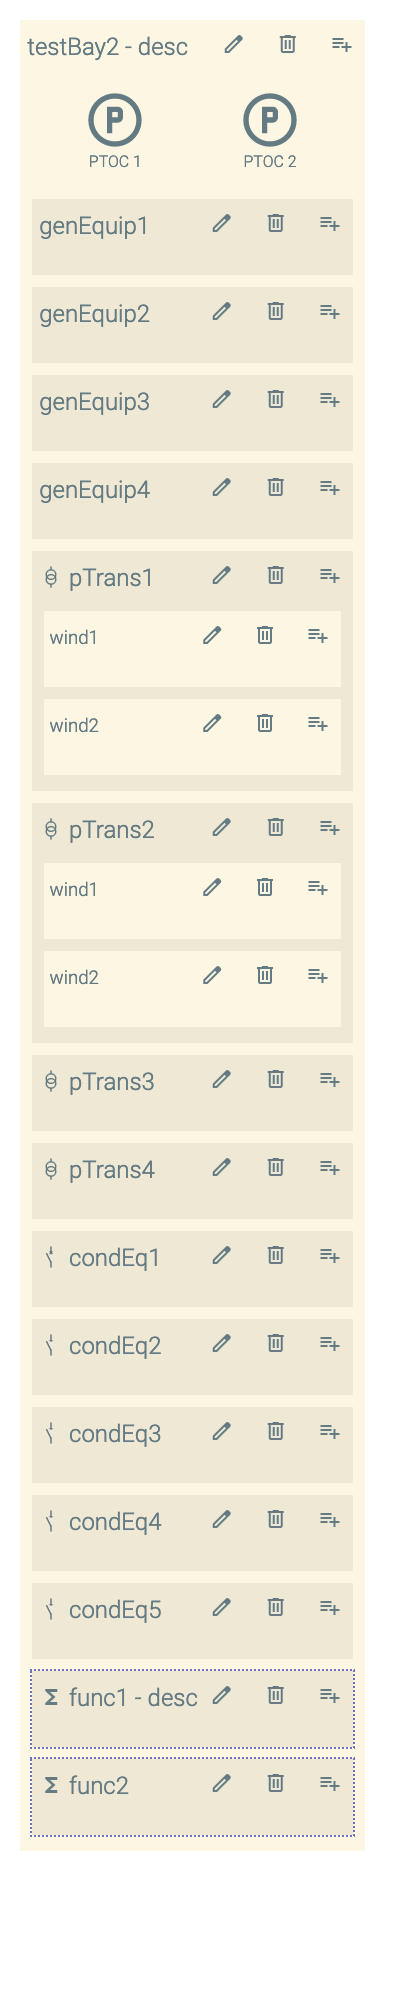 testBay2 - desc
P P
PTOC 1 PTOC 2
genEquip1
genEquip2
genEquip3
genEquip4
pTrans1
wind1
wind2
pTrans2
wind1
wind2
pTrans3
pTrans4
condEq1
condEq2
condEq3
condEq4
condEq5
Σ func1 - desc
Σ func2